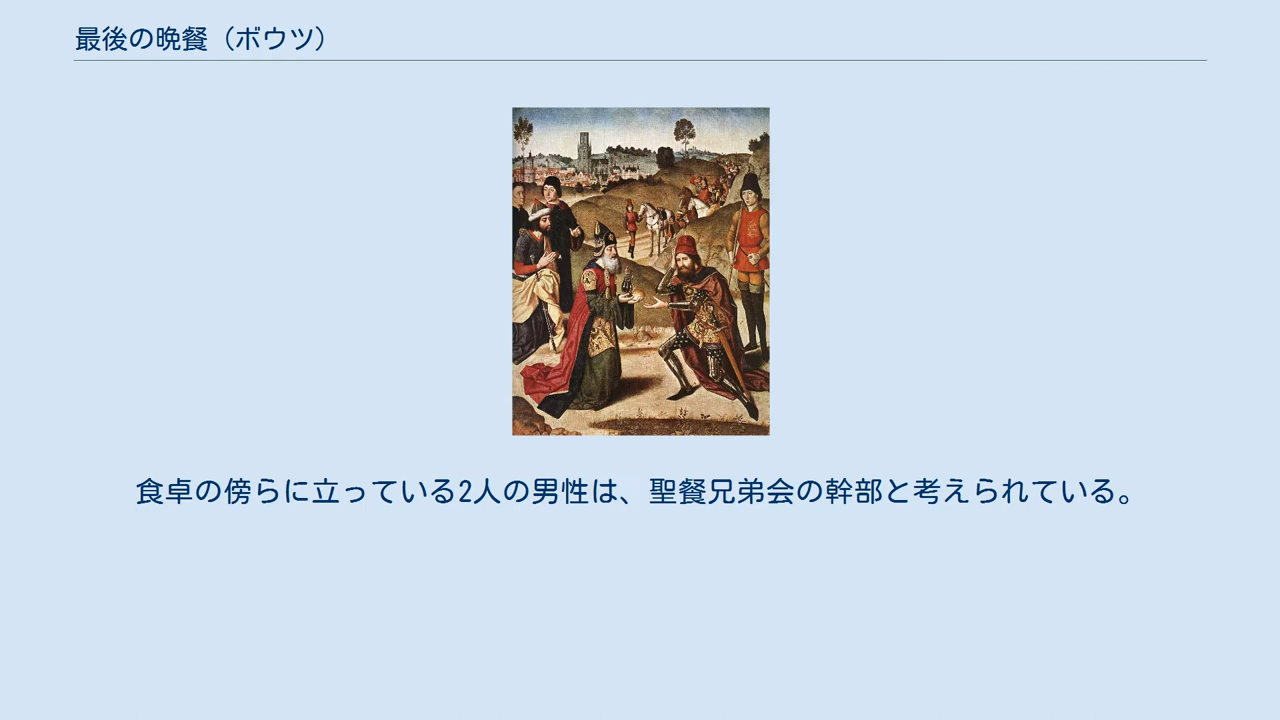 最後の晩餐（ボウツ）
食卓の傍らに立っている2人の男性は、聖餐兄弟会の幹部と考えられている。